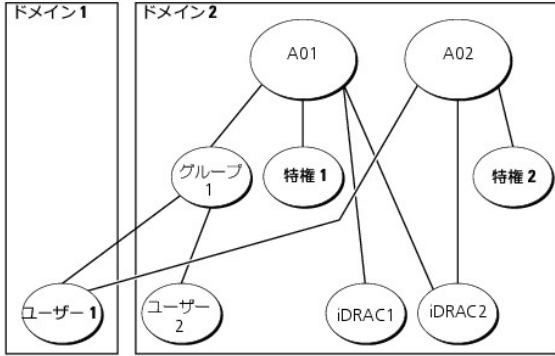 ドメイン1
ドメイン2
A01
A02
グループ
1
特権 1
特権 2
ユーザー 1
ユーザー
2
iDRAC1
iDRAC2